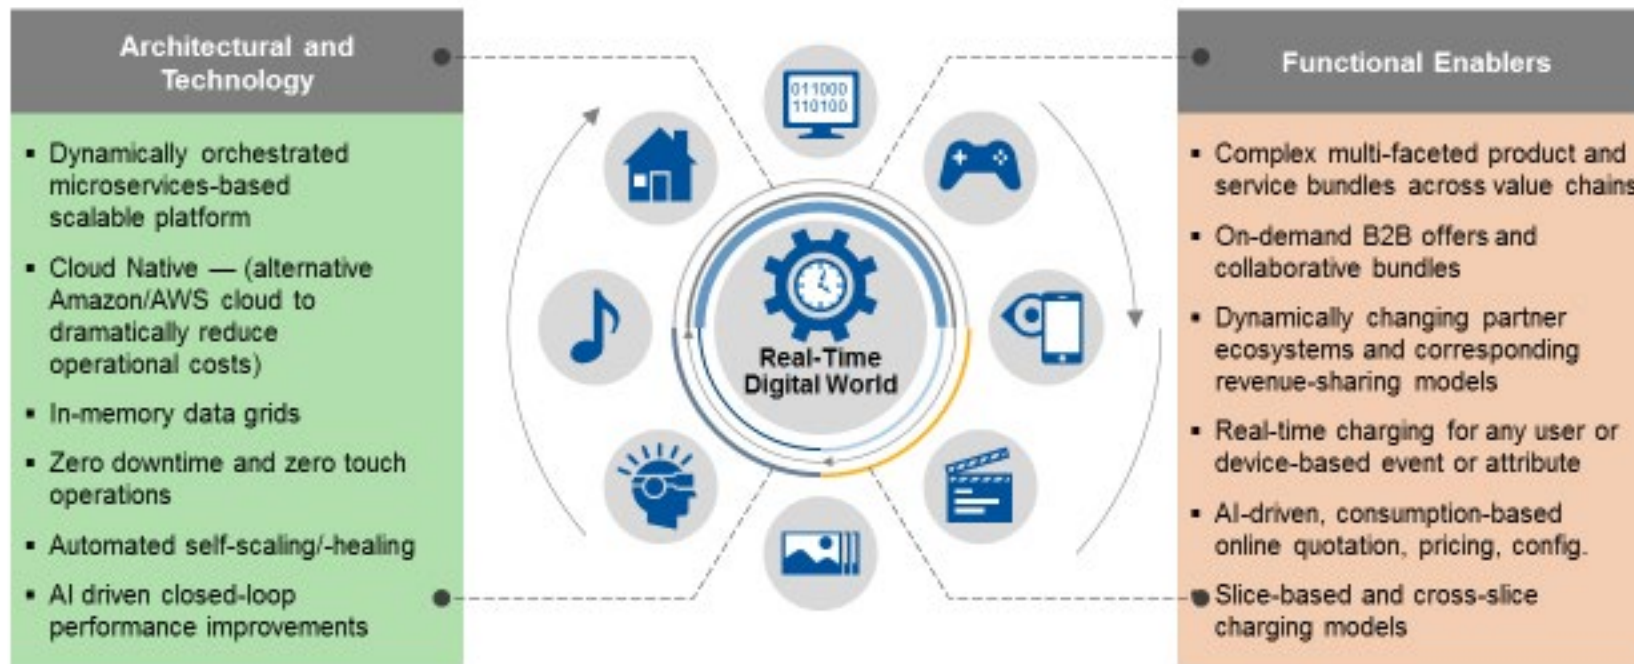 Architectural and
Technology
▪ Dynamically orchestrated
microservices-based
scalable platform
▪ Cloud Native — (alternative
Amazon/AWS cloud to
dramatically reduce
operational costs)
▪ In-memory data grids
▪ Zero downtime and zero touch
operations
▪ Automated self-scaling/-healing
▪ AI driven closed-loop
performance improvements
011000
110100
Real-Time
Digital World
Functional Enablers
▪ Complex multi-faceted product and
service bundles across value chains
▪ On-demand B2B offers and
collaborative bundles
▪ Dynamically changing partner
ecosystems and corresponding
revenue-sharing models
▪ Real-time charging for any user or
device-based event or attribute
▪ AI-driven, consumption-based
online quotation, pricing, config.
▪ Slice-based and cross-slice
charging models